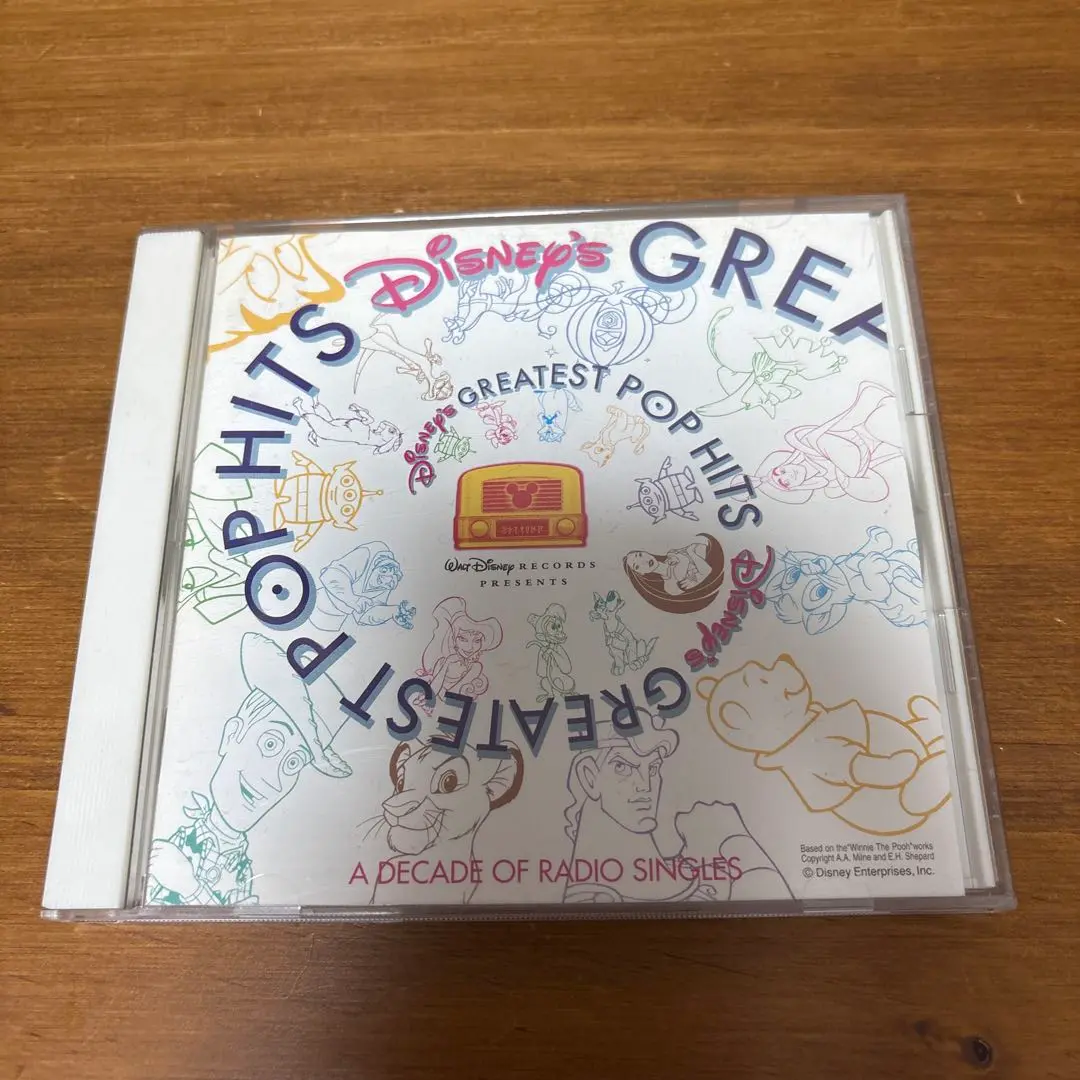 DISNEY'S GREA
DISNEY'S GREATEST POP HITS
DISNEY'S GREATEST POP HITS
WALT DISNEY RECORDS
PRESENTS
A DECADE OF RADIO SINGLES
Based on the"Winnie The Pooh"works
Copyright A.A. Milne and E.H. Shepard
© Disney Enterprises, Inc.